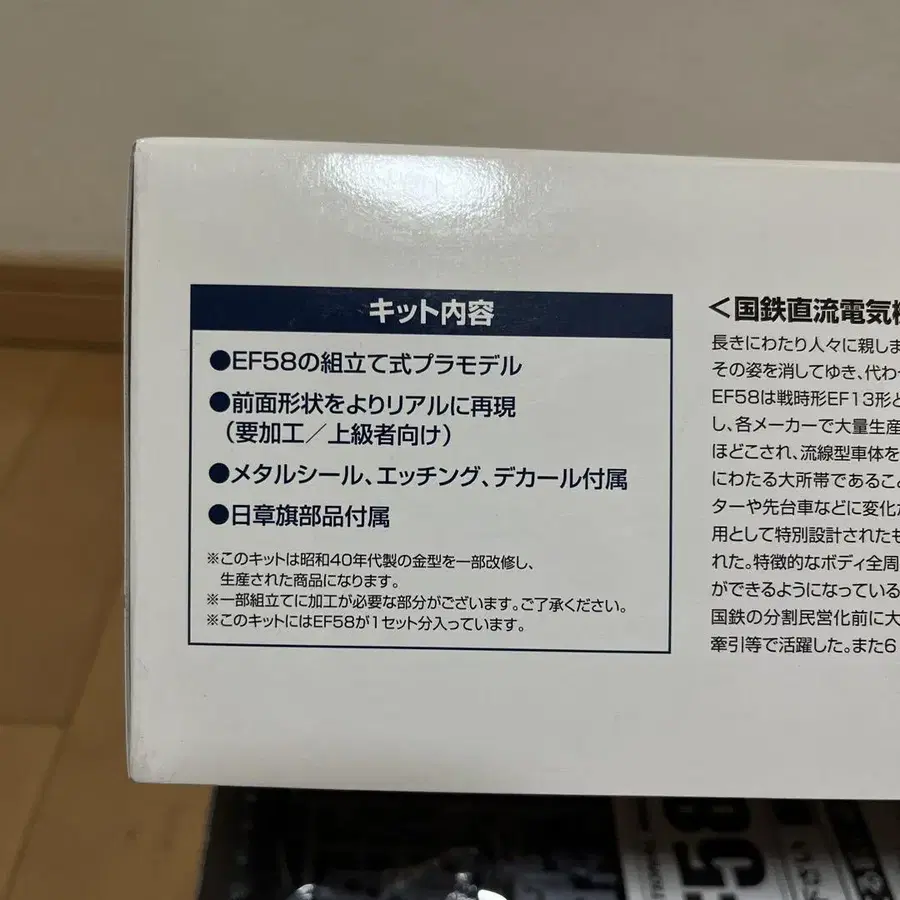 キット内容
●EF58の組立て式プラモデル
●前面形状をよりリアルに再現
(要加工／上級者向け)
●メタルシール、エッチング、デカール付属
●日章旗部品付属
※このキットは昭和40年代製の金型を一部改修し、
生産された商品になります。
※一部組立てに加工が必要な部分がございます。ご了承ください。
※このキットにはEF58が1セット分入っています。
＜国鉄直流電気
長きにわたり人々に親しま
その姿を消してゆき、代わ
EF58は戦時形EF13形と
し、各メーカーで大量生産
ほどこされ、流線型車体を
にわたる大所帯であること
ターや先台車などに変化が
用として特別設計されたも
れた。特徴的なボディ全周
ができるようになっている
国鉄の分割民営化前に大
牽引等で活躍した。また6
58